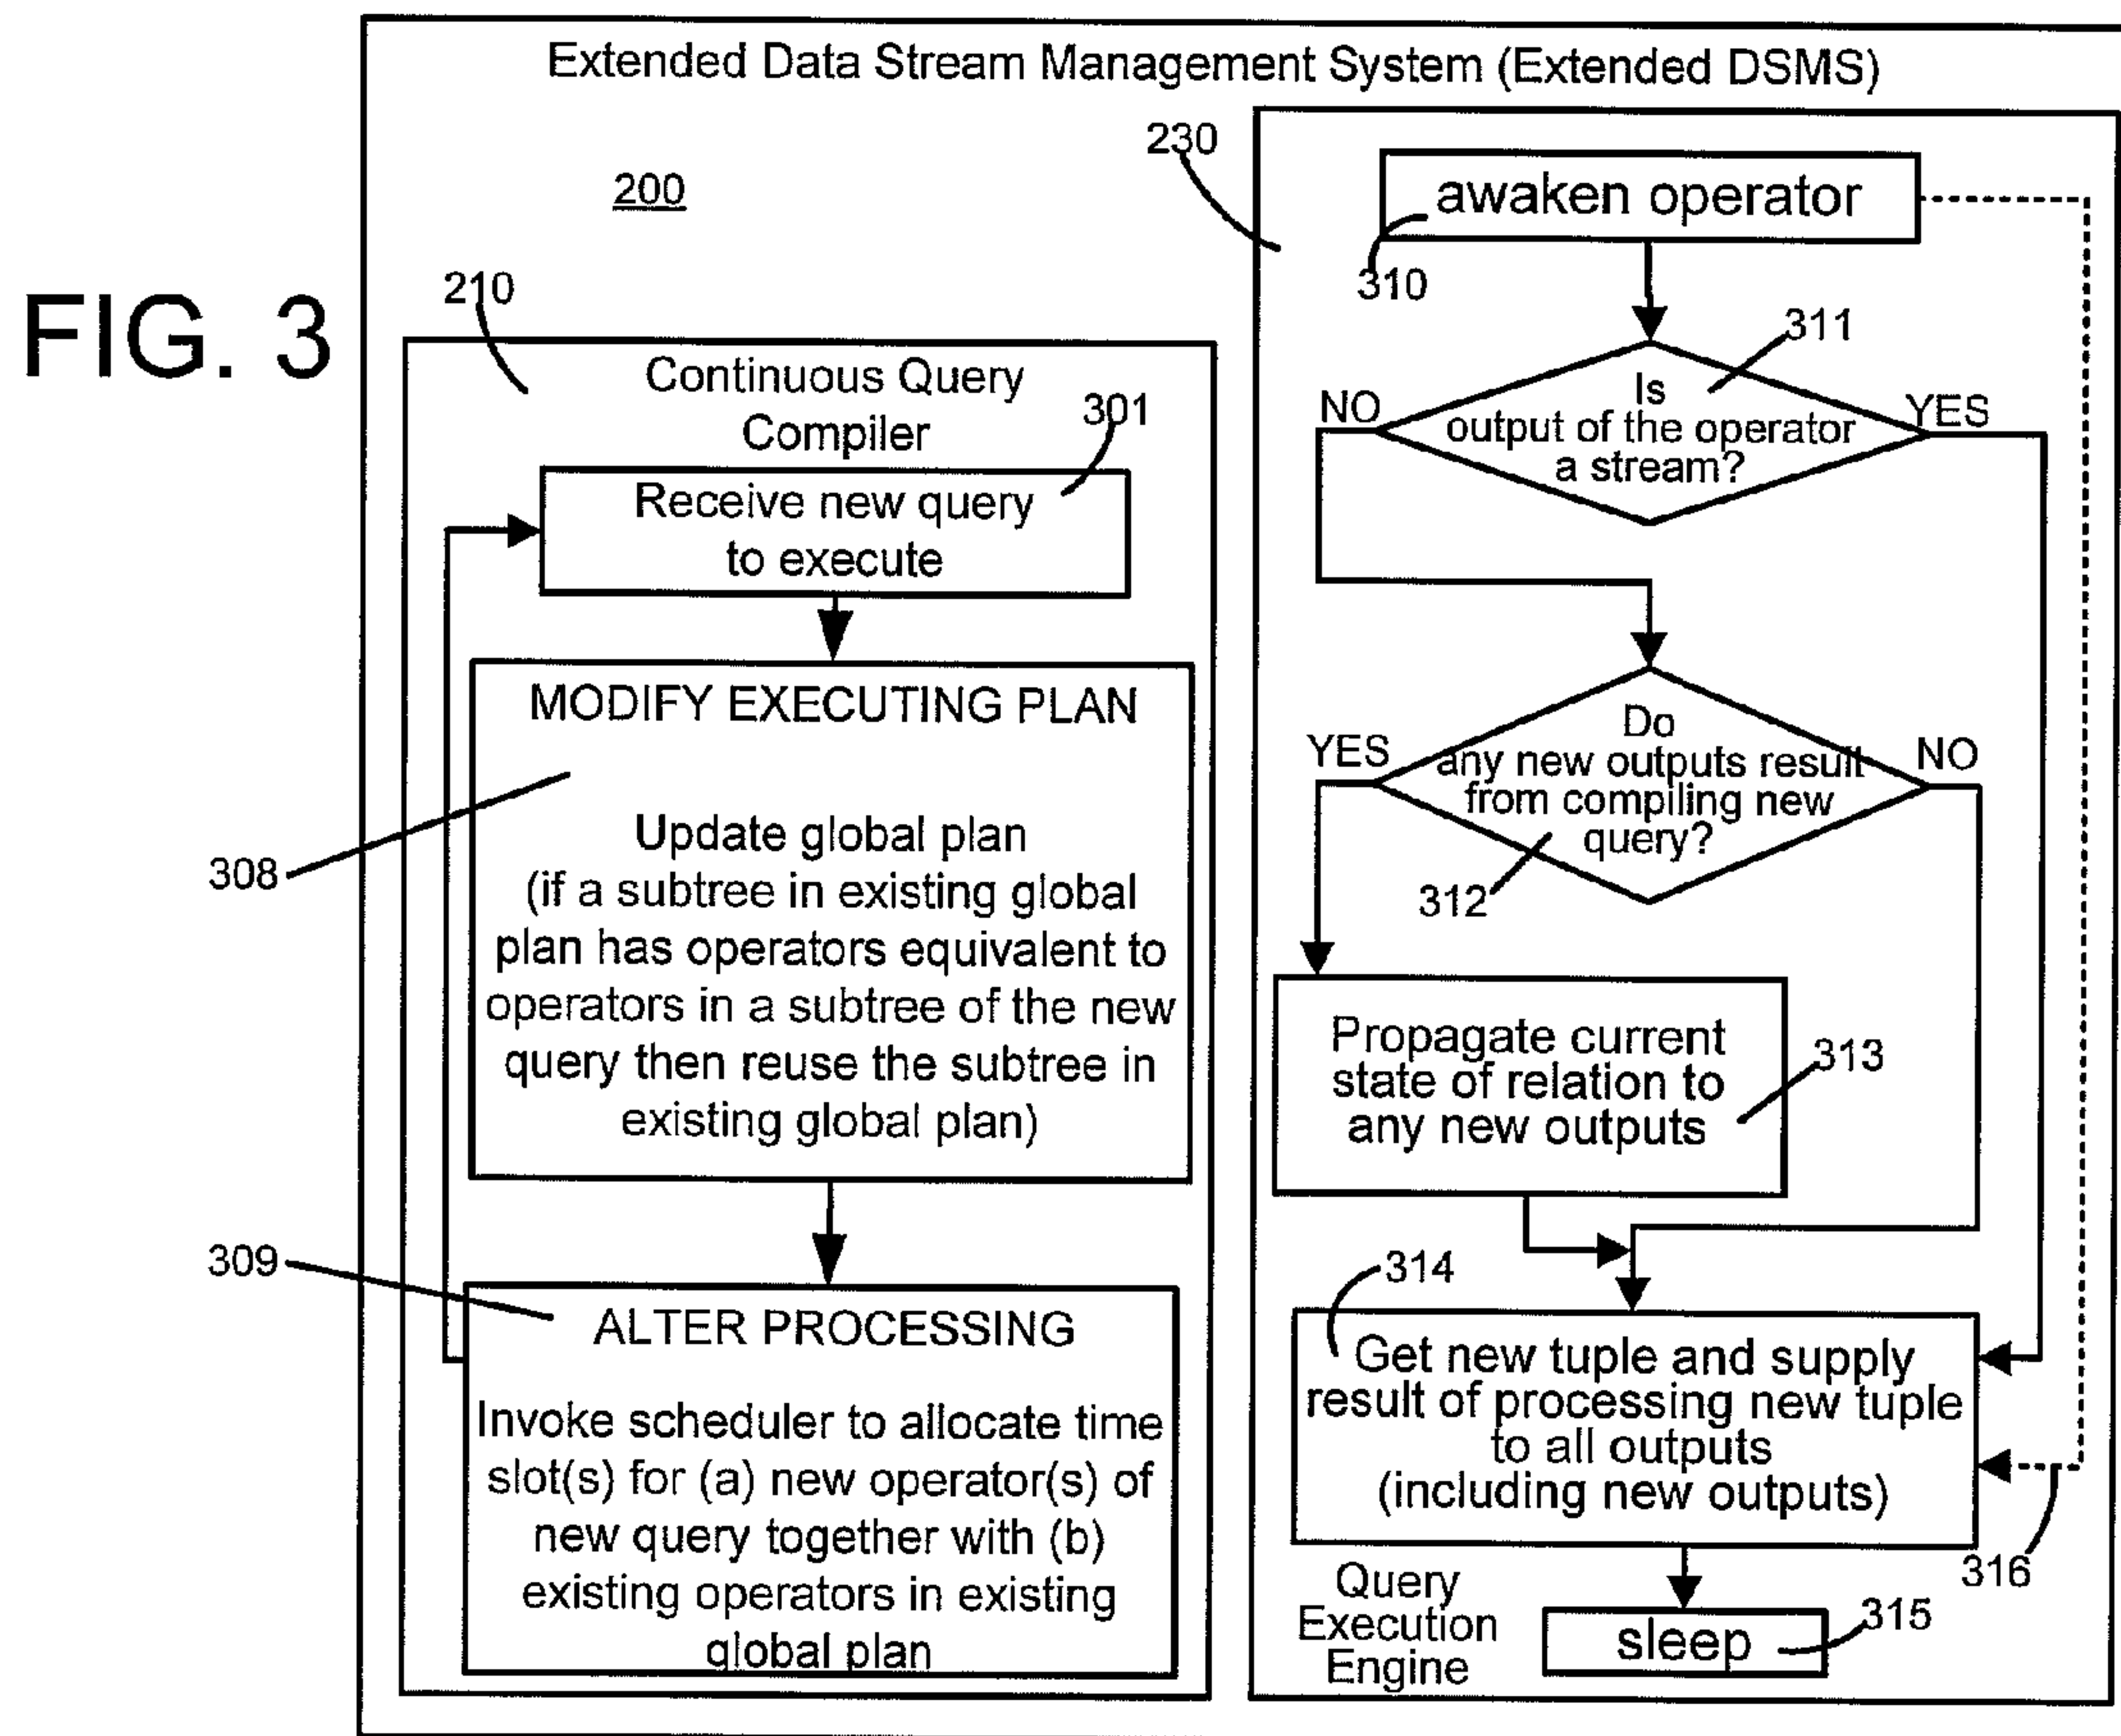 FIG. 3
Extended Data Stream Management System (Extended DSMS)
200
210
Continuous Query
Compiler
301
Receive new query
to execute
308
MODIFY EXECUTING PLAN
Update global plan
(if a subtree in existing global
plan has operators equivalent to
operators in a subtree of the new
query then reuse the subtree in
existing global plan)
309
ALTER PROCESSING
Invoke scheduler to allocate time
slot(s) for (a) new operator(s) of
new query together with (b)
existing operators in existing
global plan
230
awaken operator
310
311
Is
output of the operator
a stream?
NO
YES
Do
any new outputs result
from compiling new
query?
YES
NO
312
Propagate current
state of relation to
any new outputs
313
314
Get new tuple and supply
result of processing new tuple
to all outputs
(including new outputs)
316
Query
Execution
Engine
sleep
315